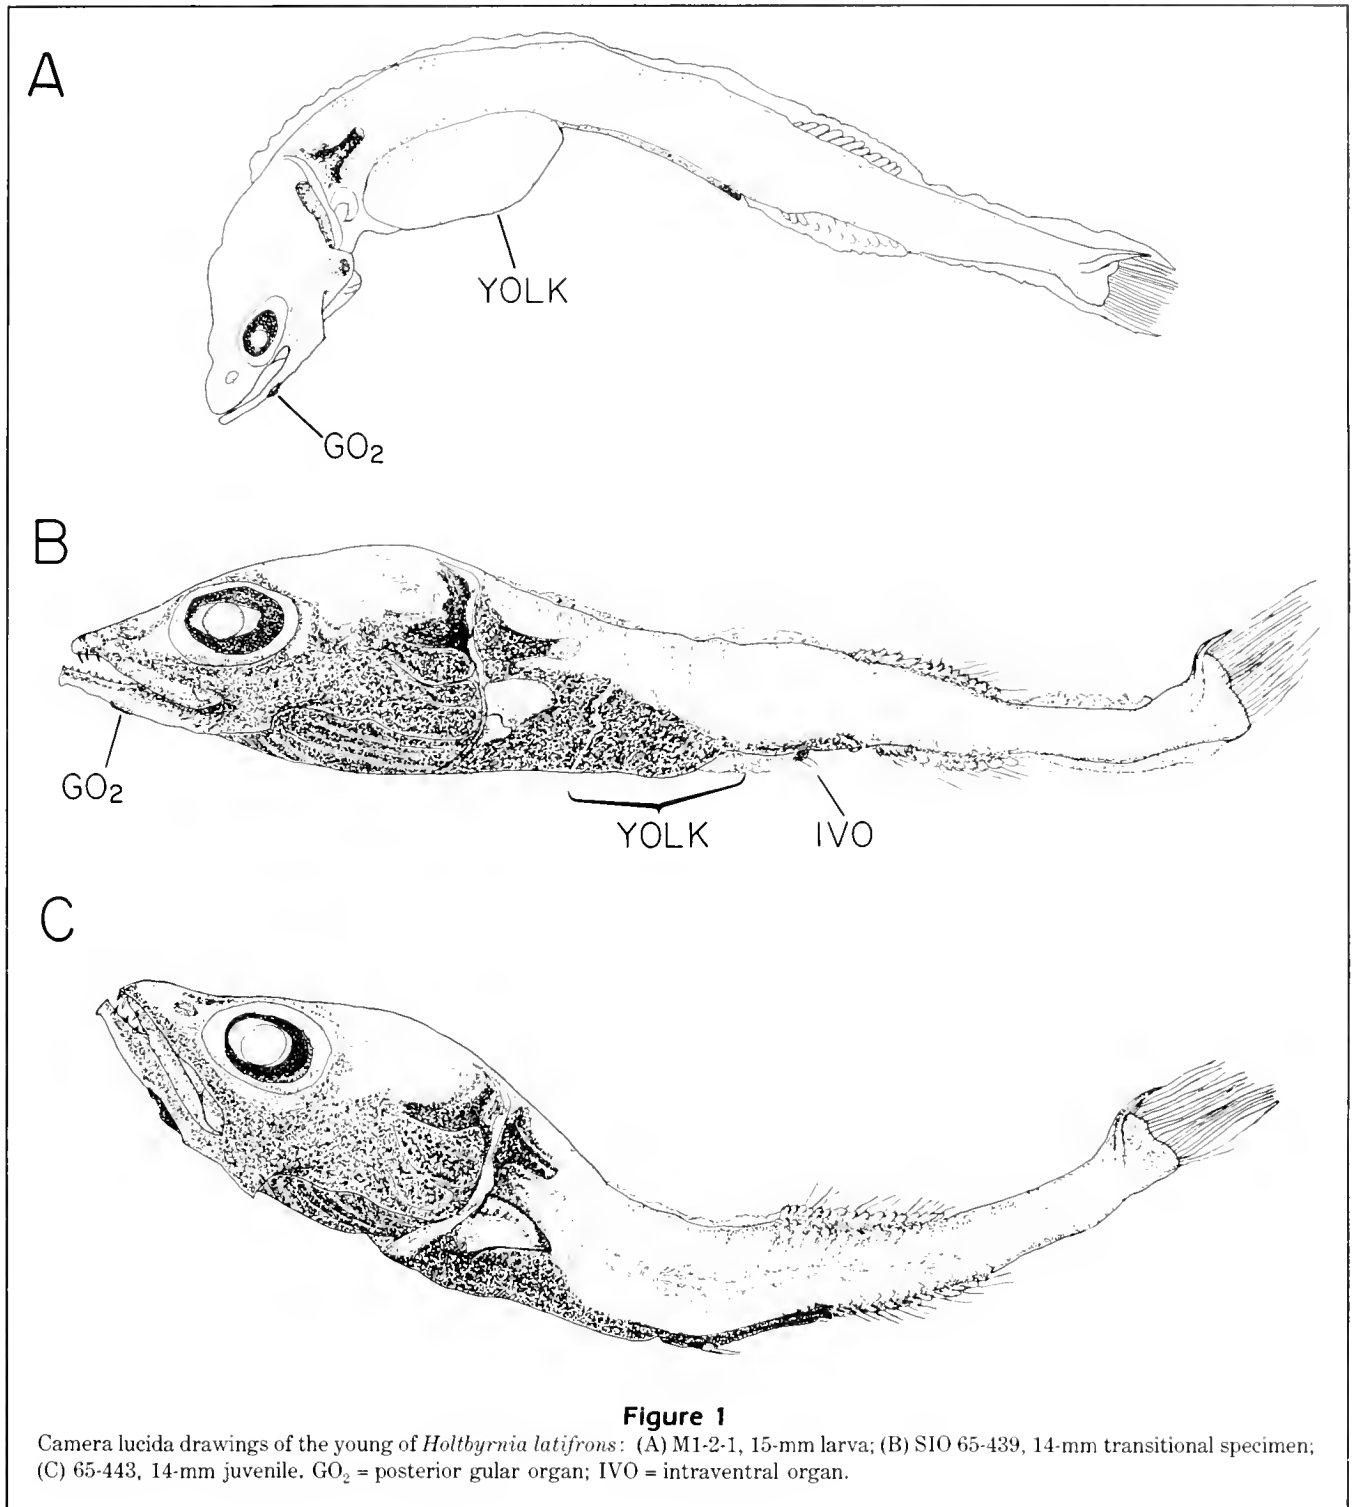 A
YOLK
GO₂
B
GO₂
YOLK
IVO
C
Figure 1
Camera lucida drawings of the young of Holtbyrnia latifrons: (A) M1-2-1, 15-mm larva; (B) SIO 65-439, 14-mm transitional specimen;
(C) 65-443, 14-mm juvenile. GO₂ = posterior gular organ; IVO = intraventral organ.